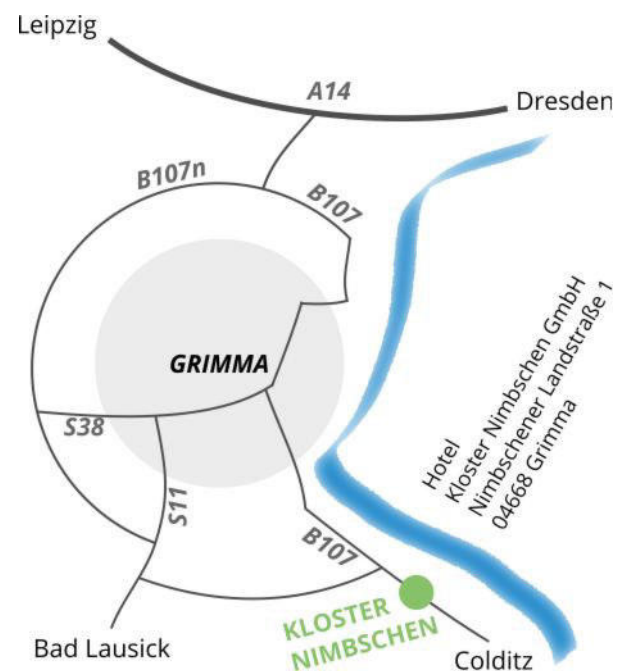 Leipzig
A14
Dresden
B107n
B107
GRIMMA
S38
S11
B107
Hotel
Kloster Nimbschen GmbH
Nimbschener Landstraße 1
04668 Grimma
KLOSTER
NIMBSCHEN
Bad Lausick
Colditz